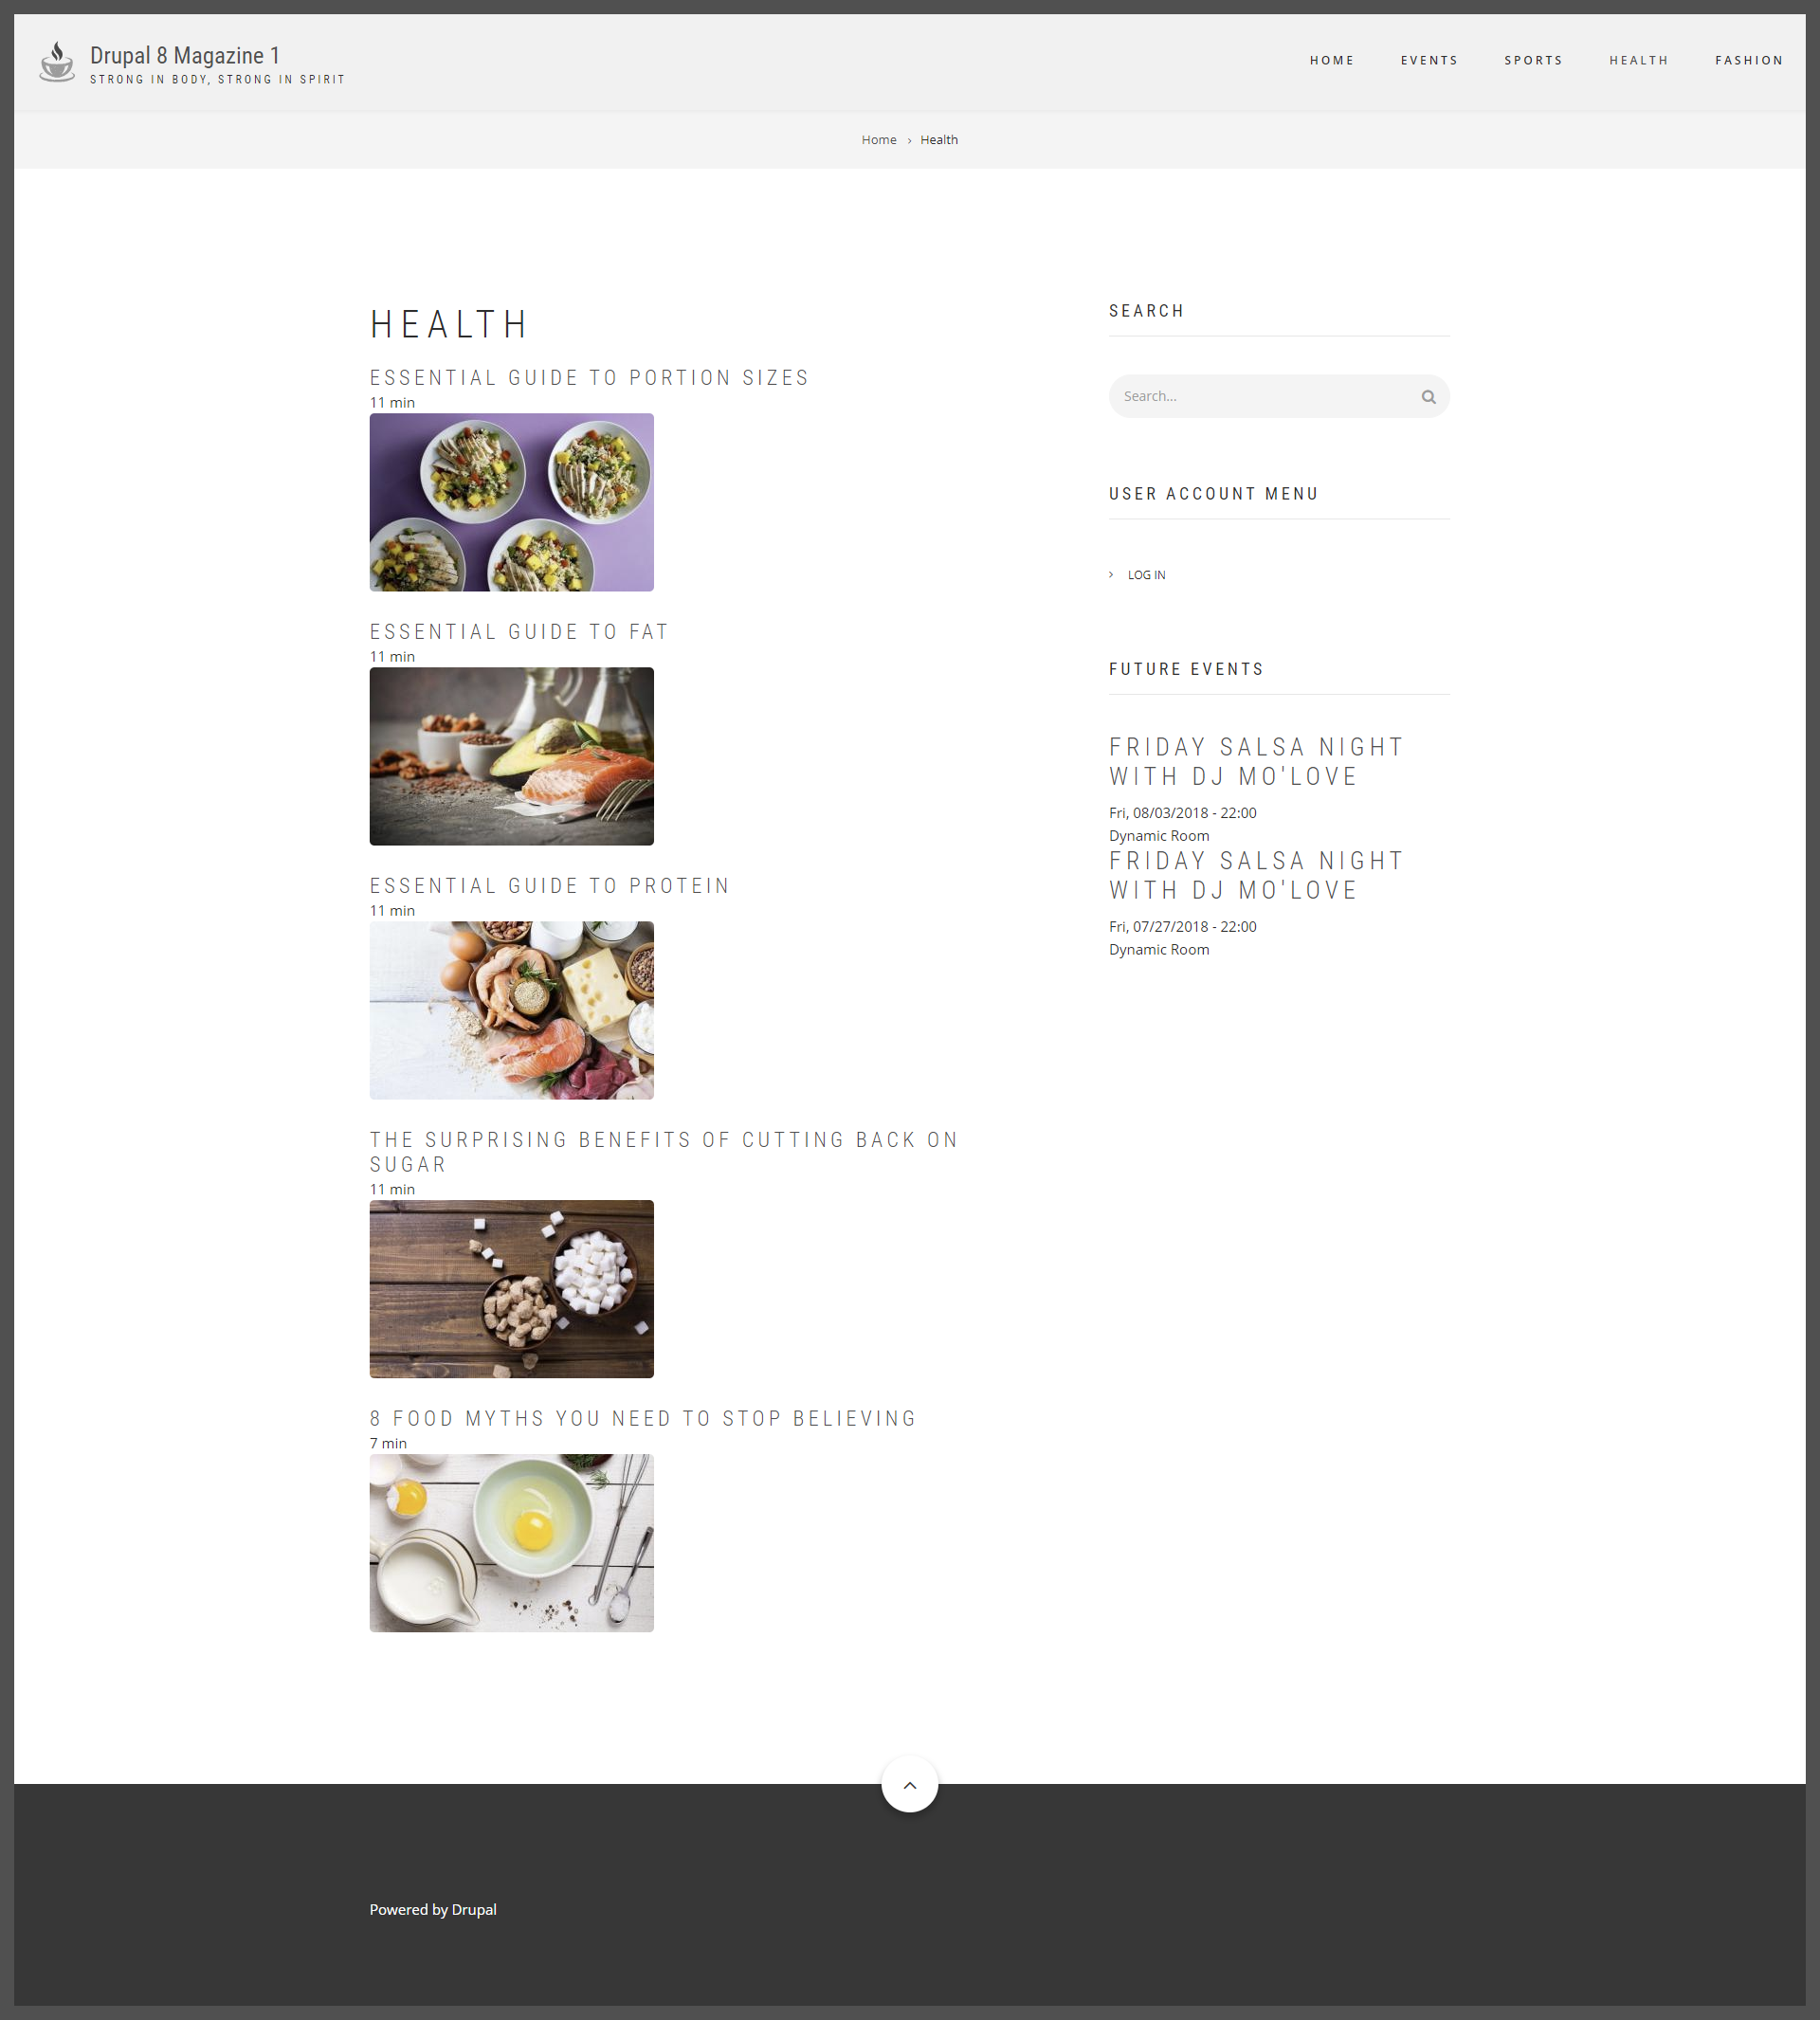 Drupal 8 Magazine 1
STRONG IN BODY, STRONG IN SPIRIT
HOME
EVENTS
SPORTS
HEALTH
FASHION
Home › Health
HEALTH
ESSENTIAL GUIDE TO PORTION SIZES
11 min
ESSENTIAL GUIDE TO FAT
11 min
ESSENTIAL GUIDE TO PROTEIN
11 min
THE SURPRISING BENEFITS OF CUTTING BACK ON
SUGAR
11 min
8 FOOD MYTHS YOU NEED TO STOP BELIEVING
7 min
SEARCH
Search...
USER ACCOUNT MENU
LOG IN
FUTURE EVENTS
FRIDAY SALSA NIGHT
WITH DJ MO'LOVE
Fri, 08/03/2018 - 22:00
Dynamic Room
FRIDAY SALSA NIGHT
WITH DJ MO'LOVE
Fri, 07/27/2018 - 22:00
Dynamic Room
Powered by Drupal